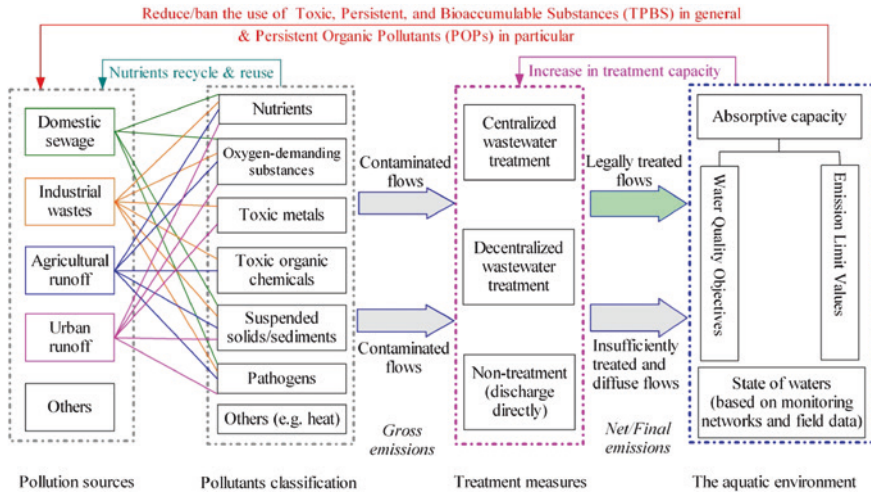 Reduce/ban the use of Toxic, Persistent, and Bioaccumulable Substances (TPBS) in general
& Persistent Organic Pollutants (POPs) in particular
Nutrients recycle & reuse
Increase in treatment capacity
Domestic
sewage
Industrial
wastes
Agricultural
runoff
Urban
runoff
Others
Pollution sources
Nutrients
Oxygen-demanding
substances
Toxic metals
Toxic organic
chemicals
Suspended
solids/sediments
Pathogens
Others (e.g. heat)
Pollutants classification
Contaminated
flows
Contaminated
flows
Gross
emissions
Centralized
wastewater
treatment
Decentralized
wastewater
treatment
Non-treatment
(discharge
directly)
Treatment measures
Legally treated
flows
Insufficiently
treated and
diffuse flows
Net/Final
emissions
Absorptive capacity
Water Quality
Objectives
Emission Limit
Values
State of waters
(based on monitoring
networks and field data)
The aquatic environment